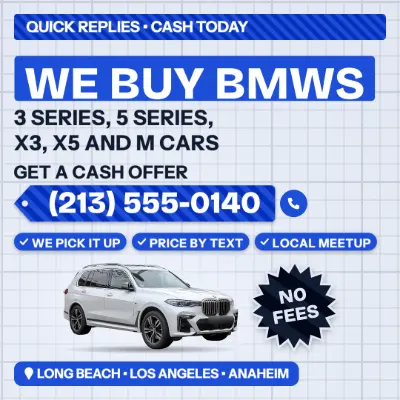 QUICK REPLIES • CASH TODAY
WE BUY BMWS
3 SERIES, 5 SERIES,
X3, X5 AND M CARS
GET A CASH OFFER
(213) 555-0140
WE PICK IT UP PRICE BY TEXT LOCAL MEETUP
NO
FEES
LONG BEACH • LOS ANGELES • ANAHEIM